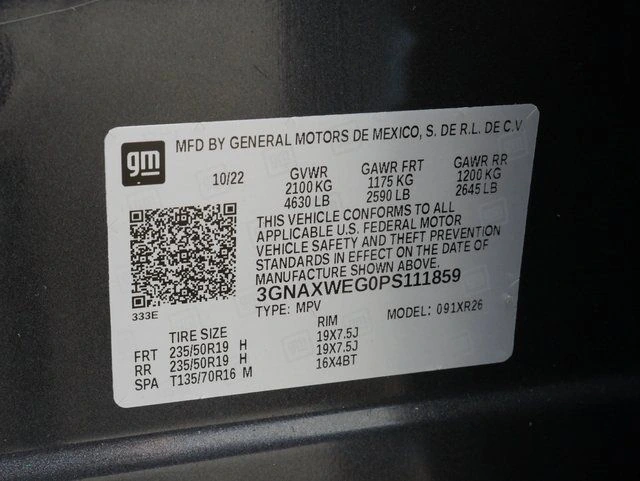 gm
MFD BY GENERAL MOTORS DE MEXICO, S. DE R.L. DE C.V
10/22 GVWR GAWR FRT GAWR RR
2100 KG 1175 KG 1200 KG
4630 LB 2590 LB 2645 LB
THIS VEHICLE CONFORMS TO ALL
APPLICABLE U.S. FEDERAL MOTOR
VEHICLE SAFETY AND THEFT PREVENTION
STANDARDS IN EFFECT ON THE DATE OF
MANUFACTURE SHOWN ABOVE.
3GNAXWEG0PS111859
333E
TYPE: MPV MODEL: 091XR26
TIRE SIZE RIM
FRT 235/50R19 H 19X7.5J
RR 235/50R19 H 19X7.5J
SPA T135/70R16 M 16X4BT